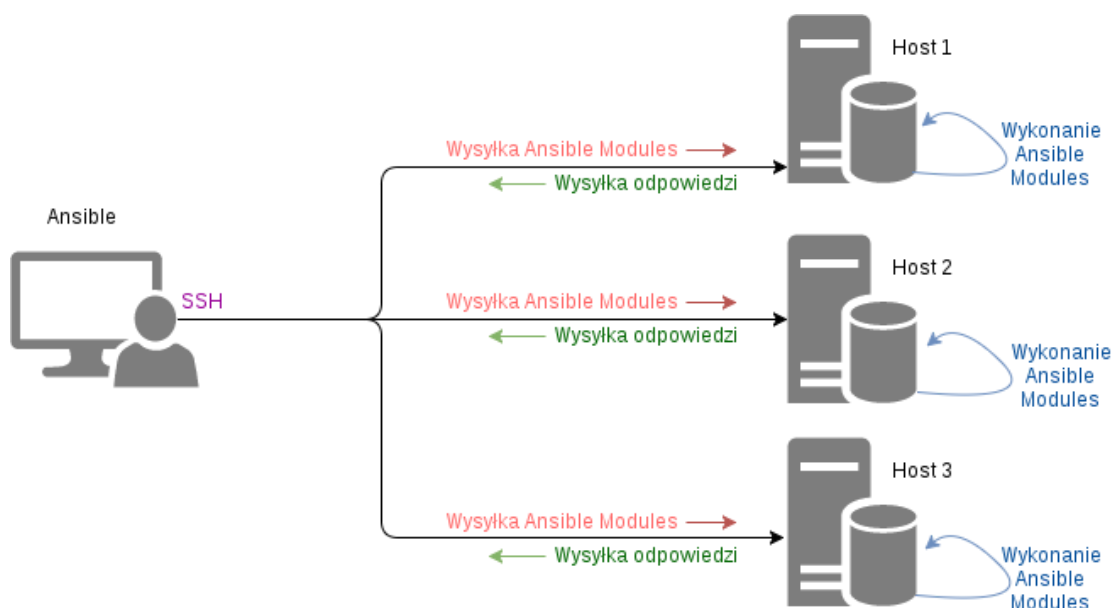 Host 1
Wysyłka Ansible Modules
Wysyłka odpowiedzi
Wykonanie
Ansible
Modules
Ansible
SSH
Host 2
Wysyłka Ansible Modules
Wysyłka odpowiedzi
Wykonanie
Ansible
Modules
Host 3
Wysyłka Ansible Modules
Wysyłka odpowiedzi
Wykonanie
Ansible
Modules